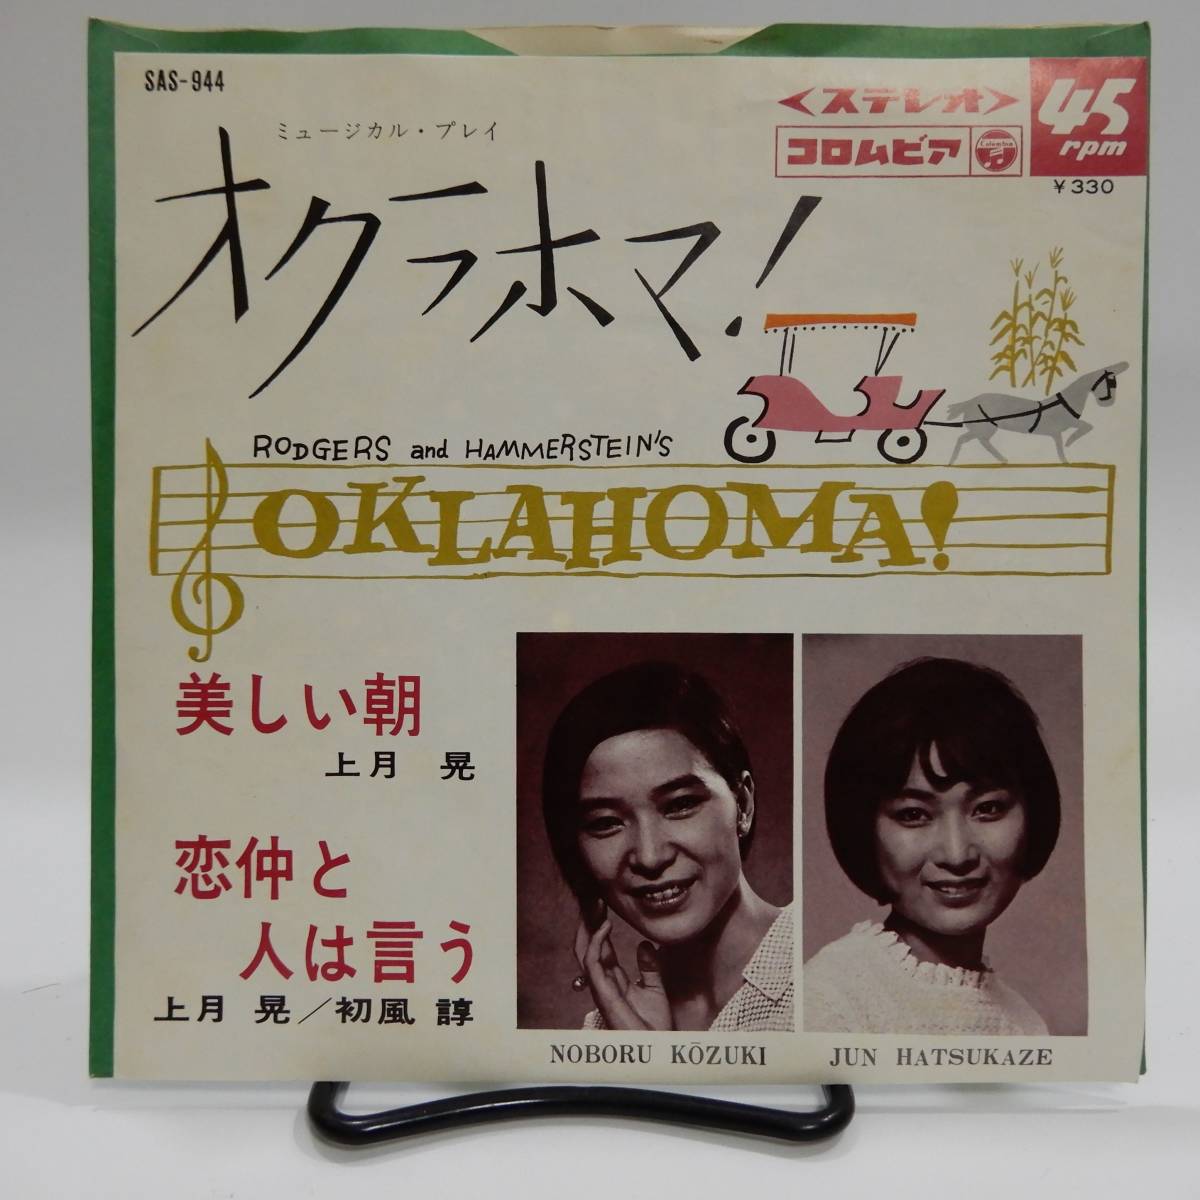 SAS-944
ミュージカル・プレイ
オクラホマ!
<ステレオ>
コロムビア
Columbia
45
rpm
¥330
RODGERS and HAMMERSTEIN'S
OKLAHOMA!
美しい朝
上月 晃
恋仲と
人は言う
上月 晃/初風 諄
NOBORU KŌZUKI
JUN HATSUKAZE